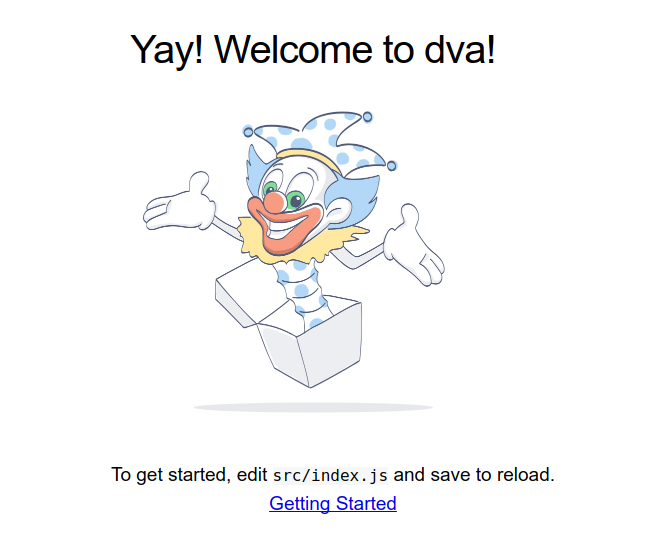 Yay! Welcome to dva!
To get started, edit src/index.js and save to reload.
Getting Started